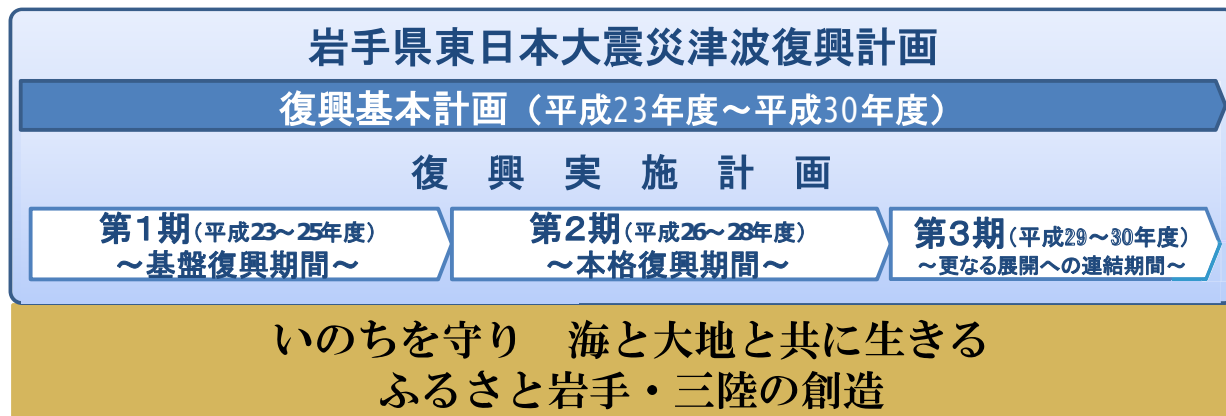 岩手県東日本大震災津波復興計画
復興基本計画（平成23年度～平成30年度）
復　興　実　施　計　画
第１期（平成23～25年度）
～基盤復興期間～
第２期（平成26～28年度）
～本格復興期間～
第３期（平成29～30年度）
～更なる展開への連結期間～
いのちを守り　海と大地と共に生きる
ふるさと岩手・三陸の創造